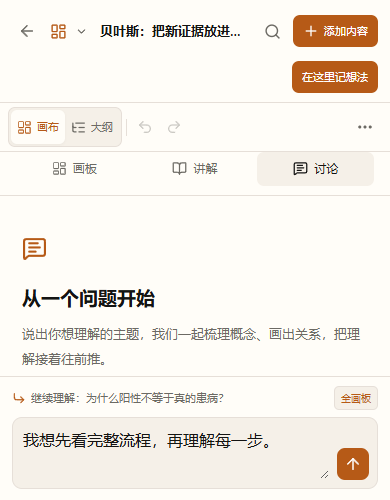 贝叶斯：把新证据放进...
添加内容
在这里记想法
画布
大纲
画板
讲解
讨论
从一个问题开始
说出你想理解的主题，我们一起梳理概念、画出关系，把理
解接着往前推。
继续理解：为什么阳性不等于真的患病？
全面板
我想先看完整流程，再理解每一步。